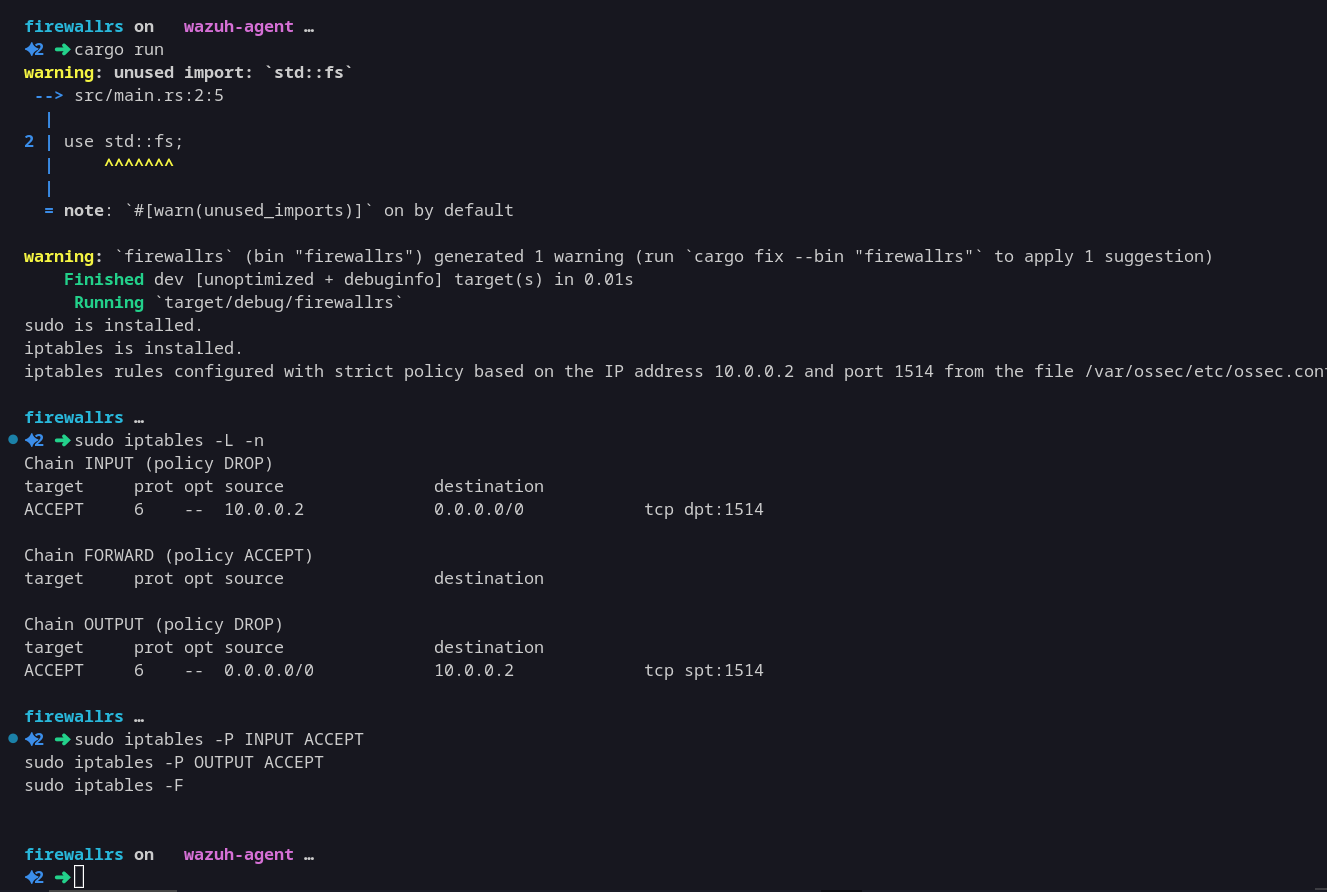 firewallrs on wazuh-agent …
2 ➜ cargo run
warning: unused import: `std::fs`
 --> src/main.rs:2:5
  |
2 | use std::fs;
  |     ^^^^^^^
  |
  = note: `#[warn(unused_imports)]` on by default
warning: `firewallrs` (bin "firewallrs") generated 1 warning (run `cargo fix --bin "firewallrs"` to apply 1 suggestion)
    Finished dev [unoptimized + debuginfo] target(s) in 0.01s
     Running `target/debug/firewallrs`
sudo is installed.
iptables is installed.
iptables rules configured with strict policy based on the IP address 10.0.0.2 and port 1514 from the file /var/ossec/etc/ossec.con
firewallrs …
2 ➜ sudo iptables -L -n
Chain INPUT (policy DROP)
target     prot opt source               destination
ACCEPT     6    --  10.0.0.2             0.0.0.0/0            tcp dpt:1514
Chain FORWARD (policy ACCEPT)
target     prot opt source               destination
Chain OUTPUT (policy DROP)
target     prot opt source               destination
ACCEPT     6    --  0.0.0.0/0            10.0.0.2             tcp spt:1514
firewallrs …
2 ➜ sudo iptables -P INPUT ACCEPT
sudo iptables -P OUTPUT ACCEPT
sudo iptables -F
firewallrs on wazuh-agent …
2 ➜